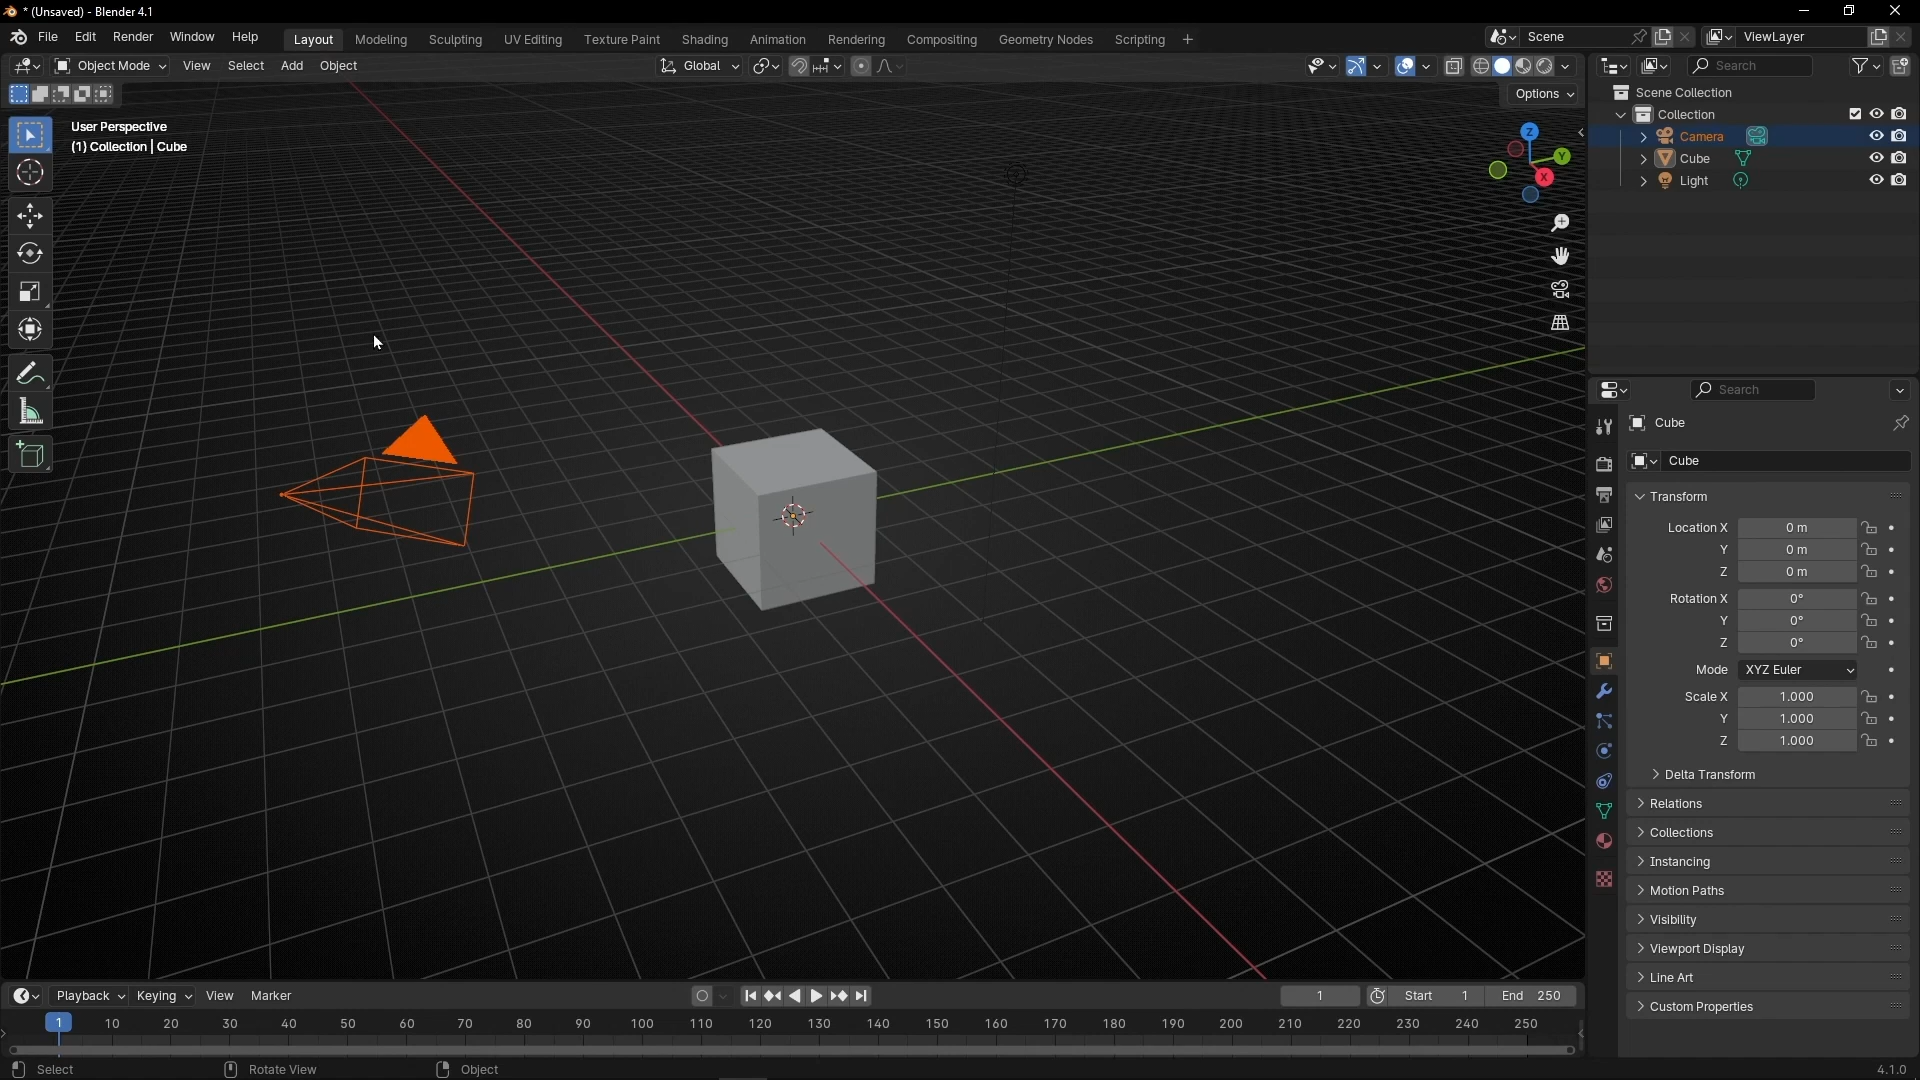 * (Unsaved) - Blender 4.1
File Edit Render Window Help Layout Modeling Sculpting UV Editing Texture Paint Shading Animation Rendering Compositing Geometry Nodes Scripting + Scene ViewLayer
Object Mode View Select Add Object Global Search
Options
User Perspective
(1) Collection | Cube
Z
Y
X
Scene Collection
Collection
Camera
Cube
Light
Search
Cube
Cube
Transform
Location X 0 m
Y 0 m
Z 0 m
Rotation X 0°
Y 0°
Z 0°
Mode XYZ Euler
Scale X 1.000
Y 1.000
Z 1.000
Delta Transform
Relations
Collections
Instancing
Motion Paths
Visibility
Viewport Display
Line Art
Custom Properties
Playback Keying View Marker 1 Start 1 End 250
1 10 20 30 40 50 60 70 80 90 100 110 120 130 140 150 160 170 180 190 200 210 220 230 240 250
Select Rotate View Object 4.1.0